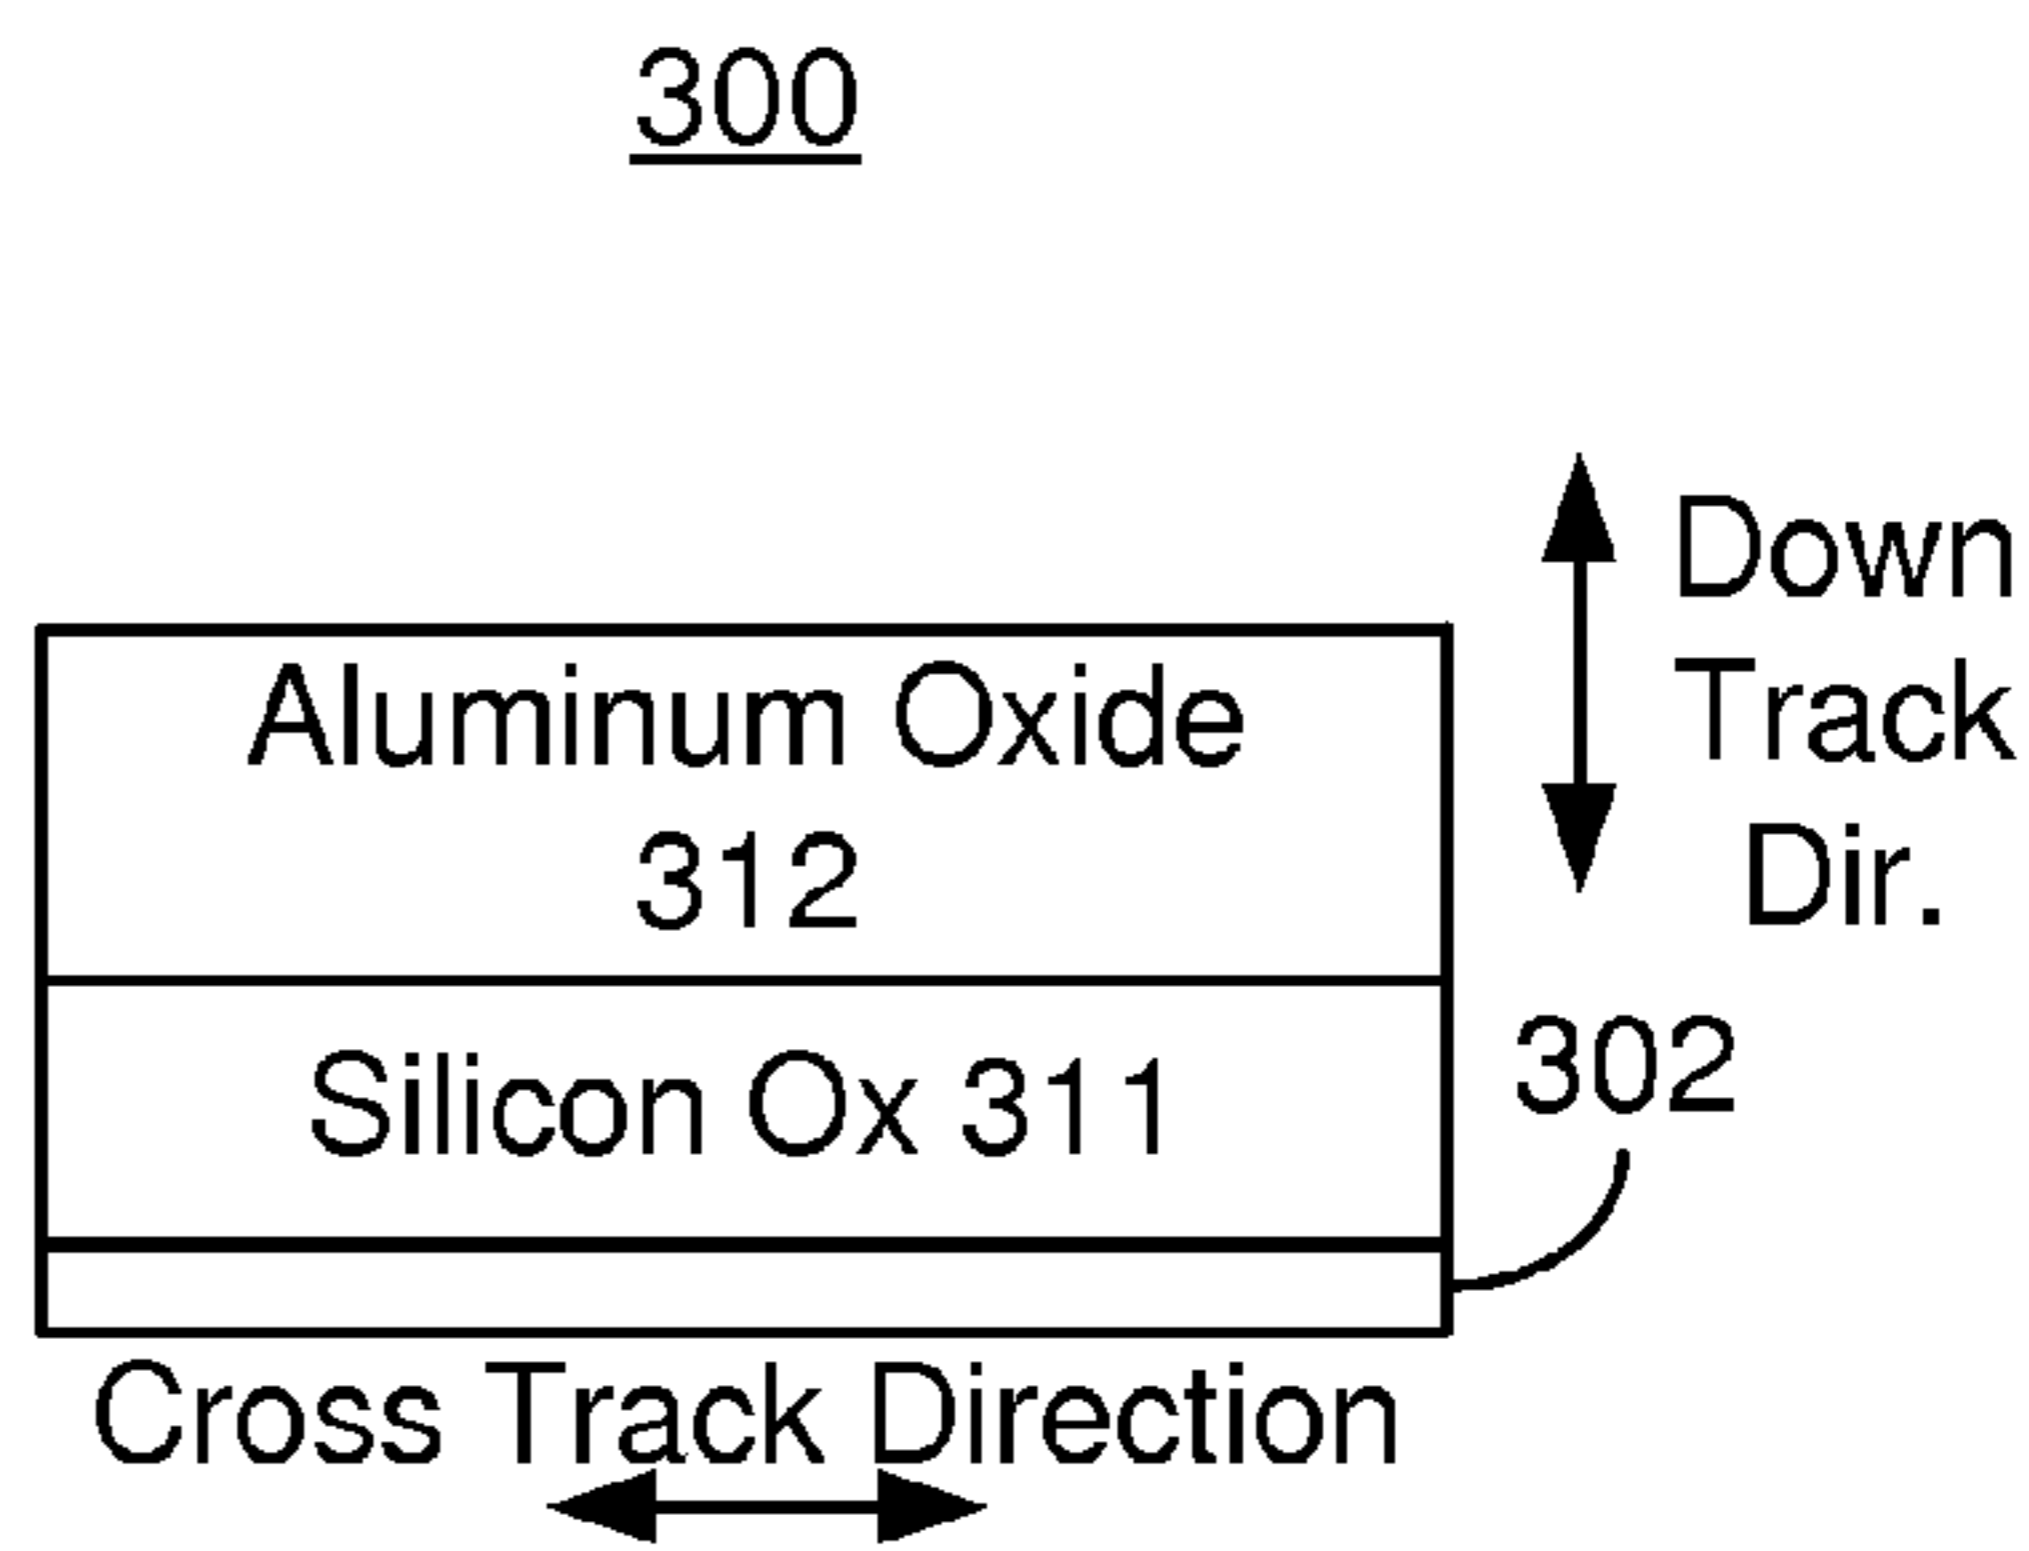 300
Down
Track
Dir.
Aluminum Oxide
312
Silicon Ox 311
302
Cross Track Direction